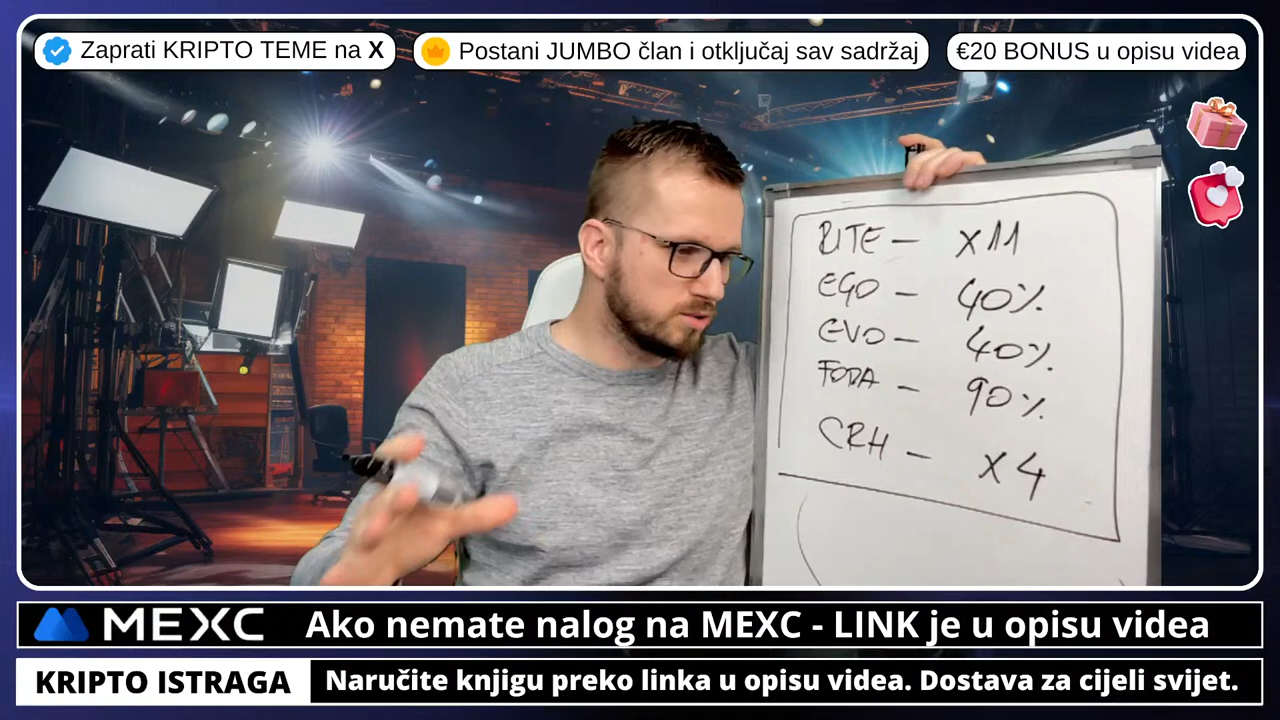 Zaprati KRIPTO TEME na X
Postani JUMBO član i otključaj sav sadržaj
€20 BONUS u opisu videa
BITE - X11
EGO - 40%
EVO - 40%
FODA - 90%
CRH - X4
MEXC
Ako nemate nalog na MEXC - LINK je u opisu videa
KRIPTO ISTRAGA
Naručite knjigu preko linka u opisu videa. Dostava za cijeli svijet.